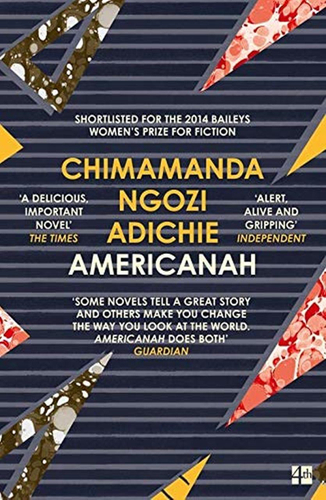 SHORTLISTED FOR THE 2014 BAILEYS
WOMEN'S PRIZE FOR FICTION
CHIMAMANDA
NGOZI
ADICHIE
AMERICANAH
'A DELICIOUS,
IMPORTANT
NOVEL'
THE TIMES
'ALERT,
ALIVE AND
GRIPPING'
INDEPENDENT
'SOME NOVELS TELL A GREAT STORY
AND OTHERS MAKE YOU CHANGE
THE WAY YOU LOOK AT THE WORLD.
AMERICANAH DOES BOTH'
GUARDIAN
4th